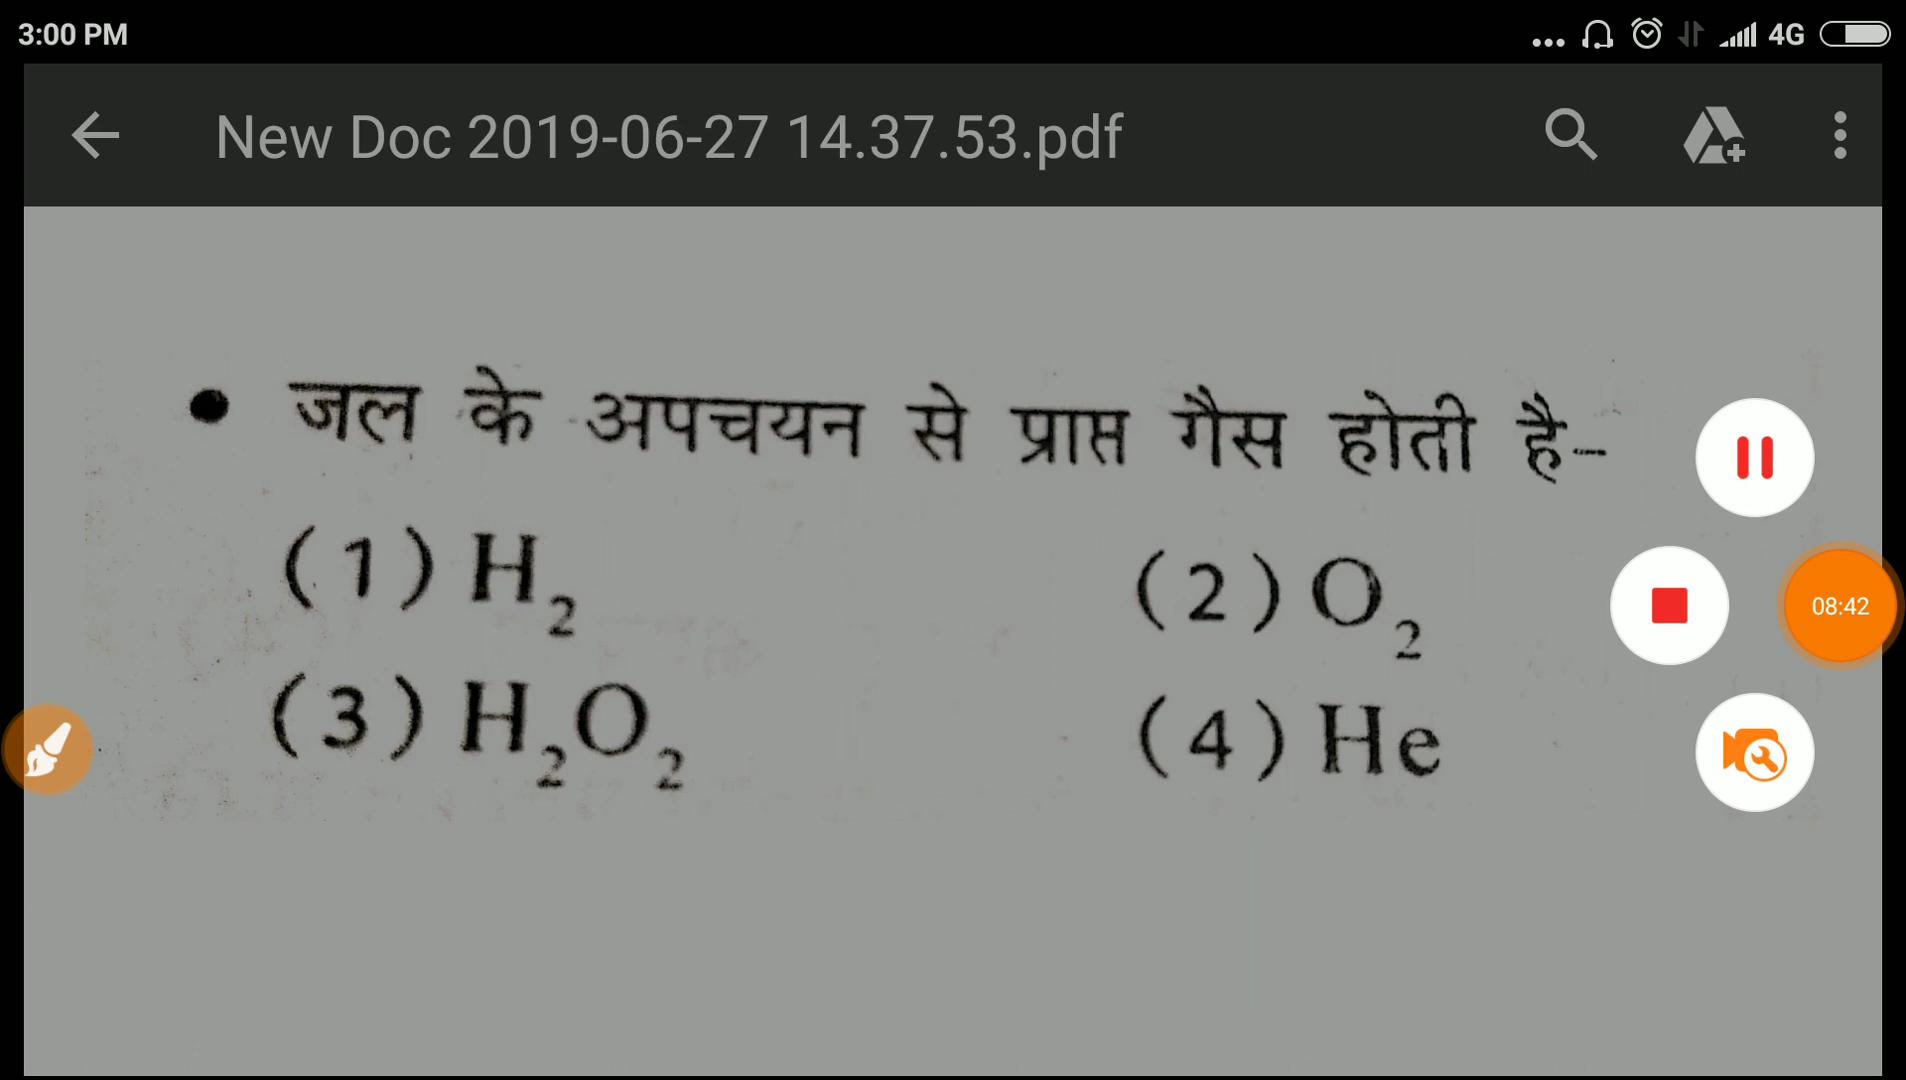 3:00 PM
4G
New Doc 2019-06-27 14.37.53.pdf
• जल के अपचयन से प्राप्त गैस होती है-
(1) H₂ (2) O₂
(3) H₂O₂ (4) He
08:42